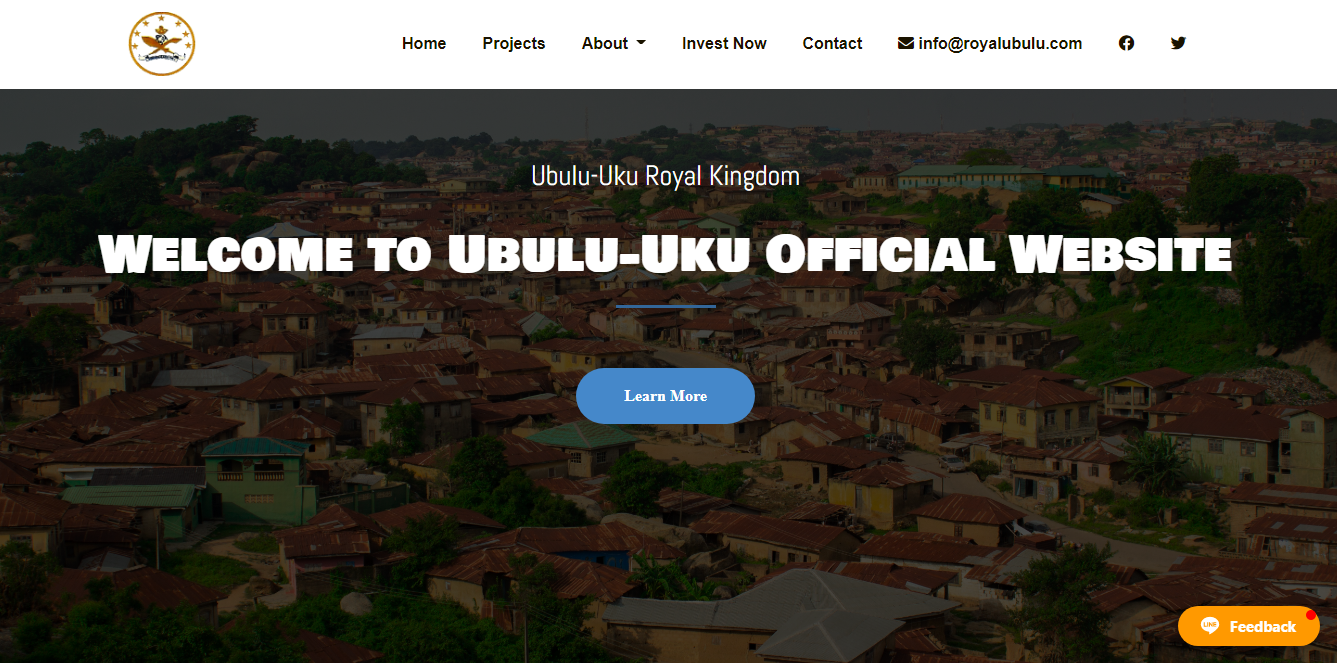 Home
Projects
About
Invest Now
Contact
info@royalubulu.com
Ubulu-Uku Royal Kingdom
Welcome to Ubulu-Uku Official Website
Learn More
LINE
Feedback